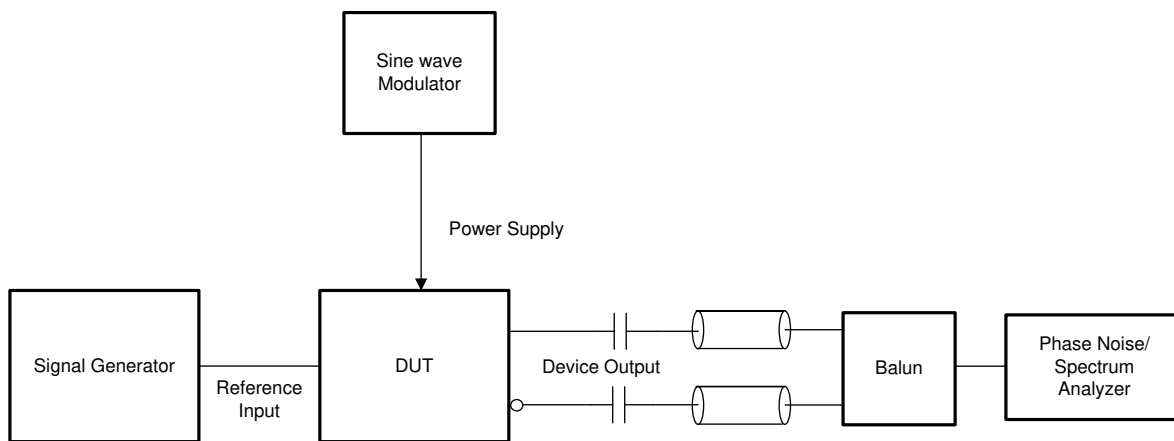 Sine wave
Modulator
Power Supply
Signal Generator
Reference
Input
DUT
Device Output
Balun
Phase Noise/
Spectrum
Analyzer